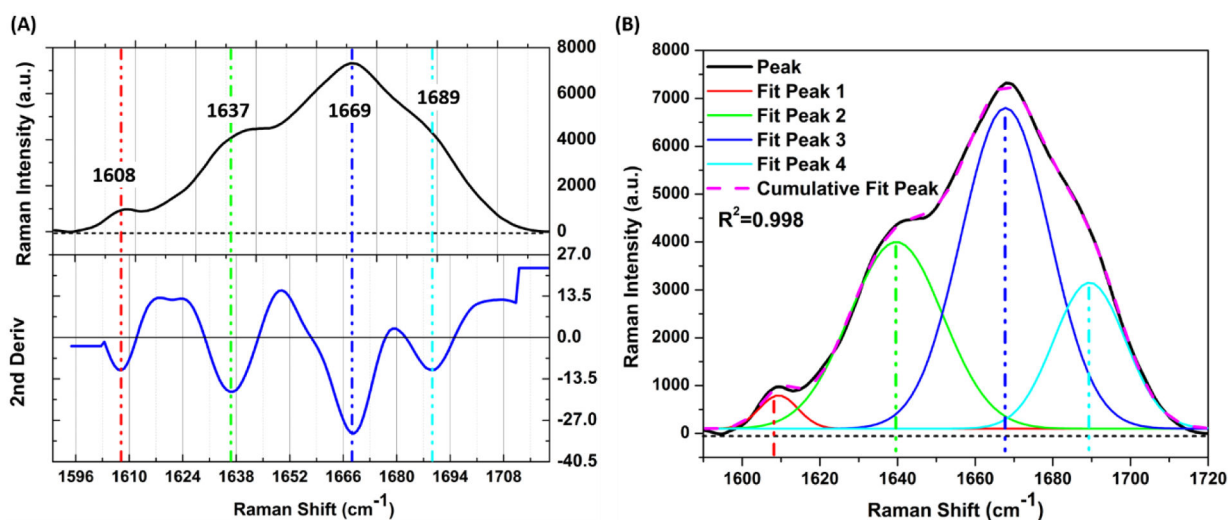 (A)
Raman Intensity (a.u.)
8000
6000
4000
2000
0
1608
1637
1669
1689
2nd Deriv
27.0
13.5
0.0
-13.5
-27.0
-40.5
1596 1610 1624 1638 1652 1666 1680 1694 1708
Raman Shift (cm⁻¹)
(B)
Raman Intensity (a.u.)
8000
7000
6000
5000
4000
3000
2000
1000
0
Peak
Fit Peak 1
Fit Peak 2
Fit Peak 3
Fit Peak 4
Cumulative Fit Peak
R²=0.998
1600 1620 1640 1660 1680 1700 1720
Raman Shift (cm⁻¹)